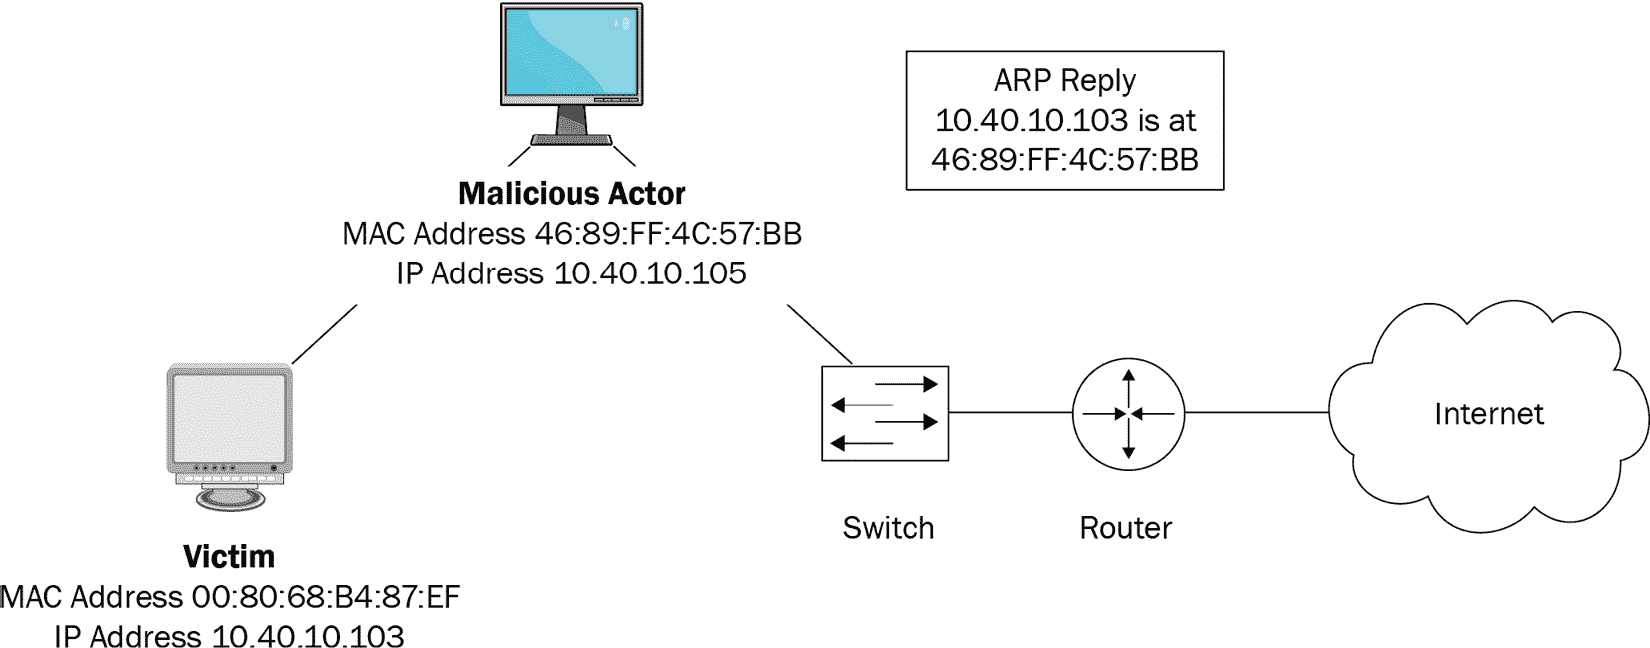 ARP Reply
10.40.10.103 is at
46:89:FF:4C:57:BB
Malicious Actor
MAC Address 46:89:FF:4C:57:BB
IP Address 10.40.10.105
Internet
Switch
Router
Victim
MAC Address 00:80:68:B4:87:EF
IP Address 10.40.10.103